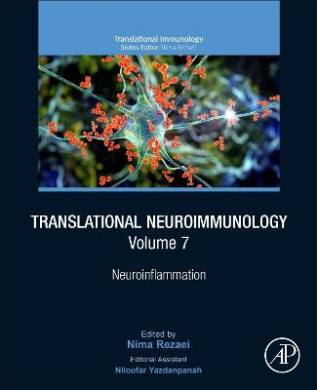 Translational Immunology
Series Editor Nima Rezaei
TRANSLATIONAL NEUROIMMUNOLOGY
Volume 7
Neuroinflammation
Edited by
Nima Rezaei
Editorial Assistant
Niloufar Yazdanpanah
AP